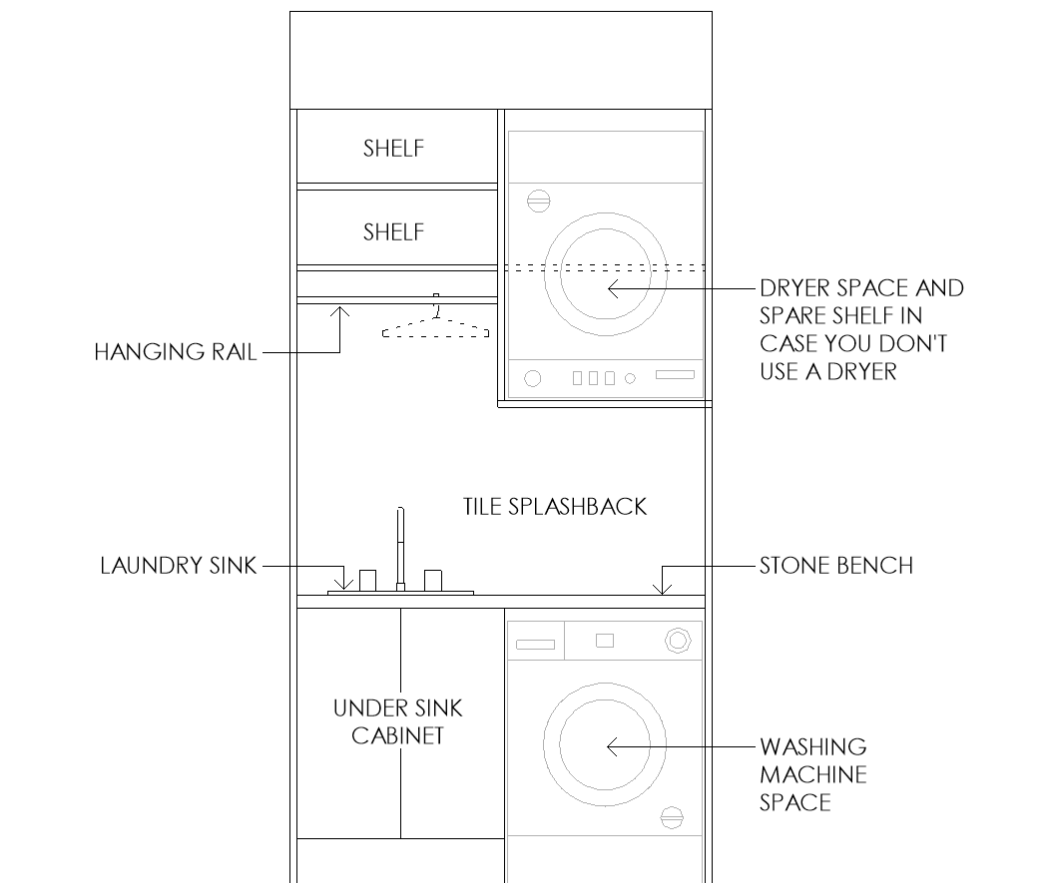 SHELF
SHELF
DRYER SPACE AND
SPARE SHELF IN
CASE YOU DON'T
USE A DRYER
HANGING RAIL
TILE SPLASHBACK
LAUNDRY SINK
STONE BENCH
UNDER SINK
CABINET
WASHING
MACHINE
SPACE